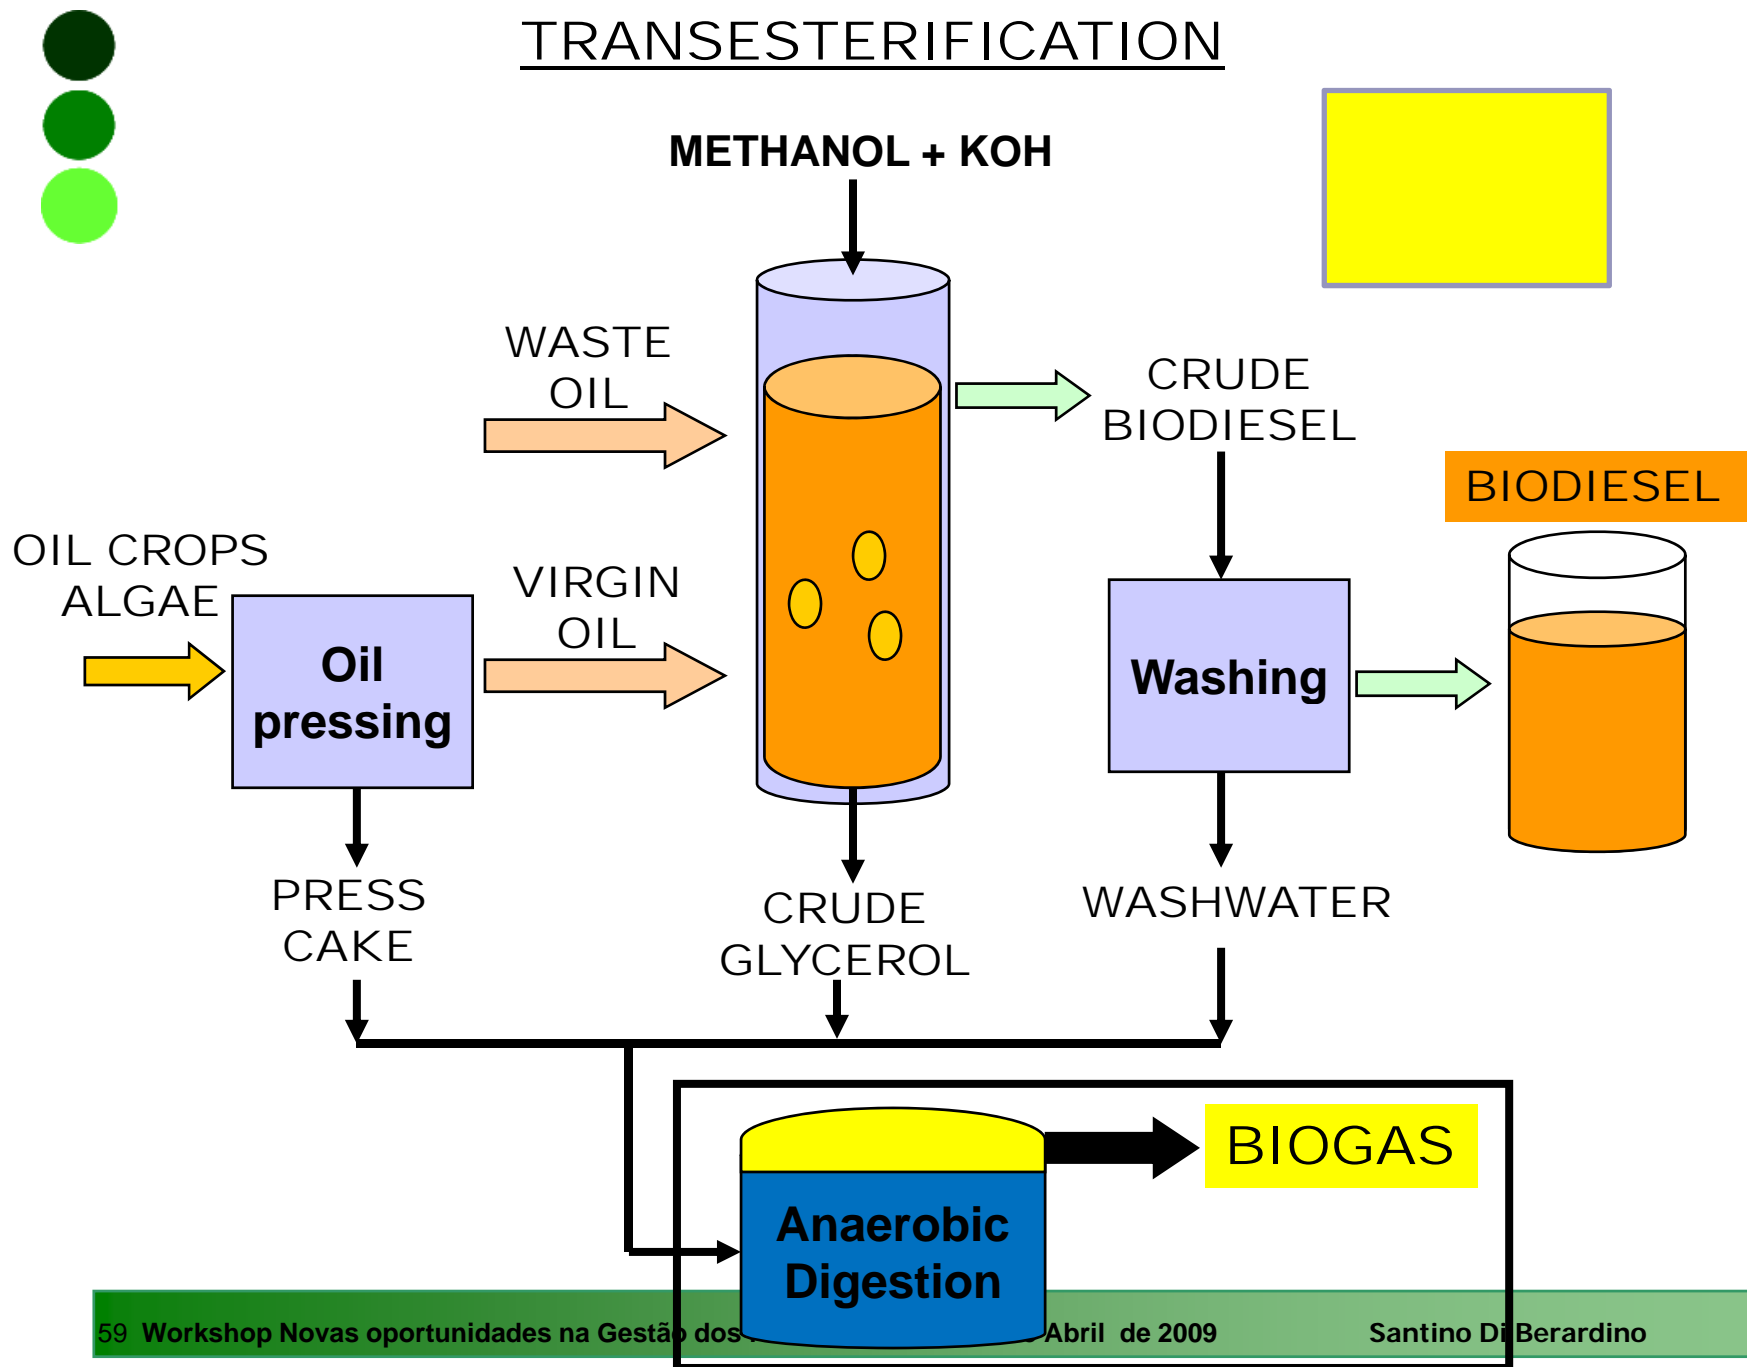 TRANSESTERIFICATION
METHANOL + KOH
WASTE
OIL
CRUDE
BIODIESEL
BIODIESEL
OIL CROPS
ALGAE
VIRGIN
OIL
Oil
pressing
Washing
PRESS
CAKE
CRUDE
GLYCEROL
WASHWATER
BIOGAS
Anaerobic
Digestion
59 Workshop Novas oportunidades na Gestão dos Abril de 2009 Santino Di Berardino